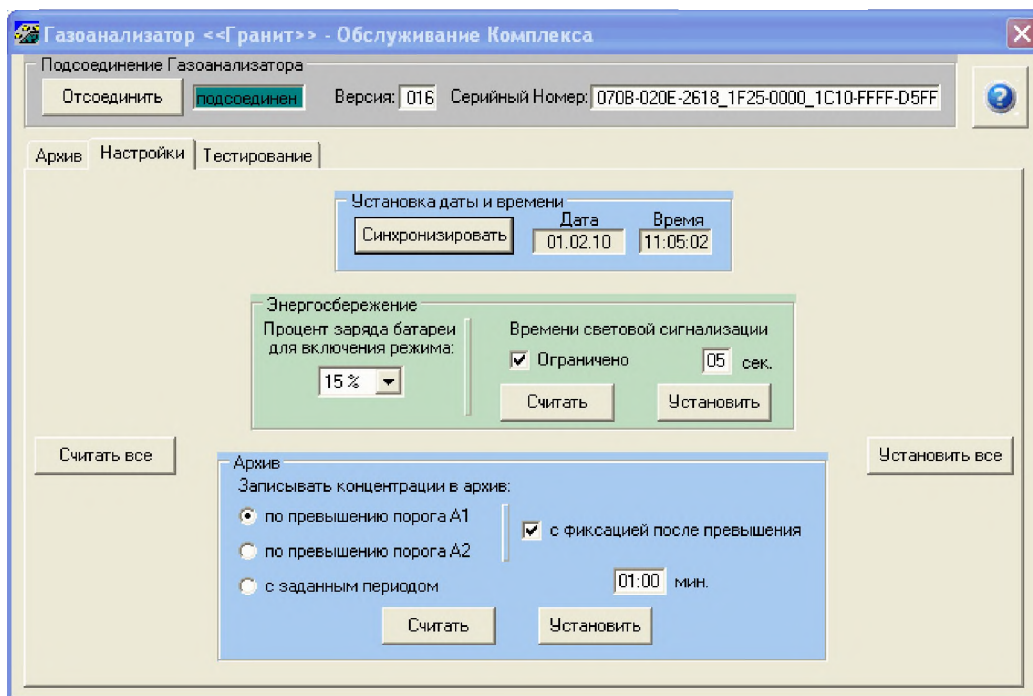 Газоанализатор <<Гранит>> - Обслуживание Комплекса
Подсоединение Газоанализатора
Отсоединить подсоединен Версия: 016 Серийный Номер: 070B-020E-2618_1F25-0000_1C10-FFFF-D5FF
Архив Настройки Тестирование
Установка даты и времени
Дата Время
Синхронизировать 01.02.10 11:05:02
Энергосбережение
Процент заряда батареи
для включения режима:
15 %
Времени световой сигнализации
Ограничено 05 сек.
Считать Установить
Считать все
Установить все
Архив
Записывать концентрации в архив:
по превышению порога А1
с фиксацией после превышения
по превышению порога А2
с заданным периодом 01:00 мин.
Считать Установить